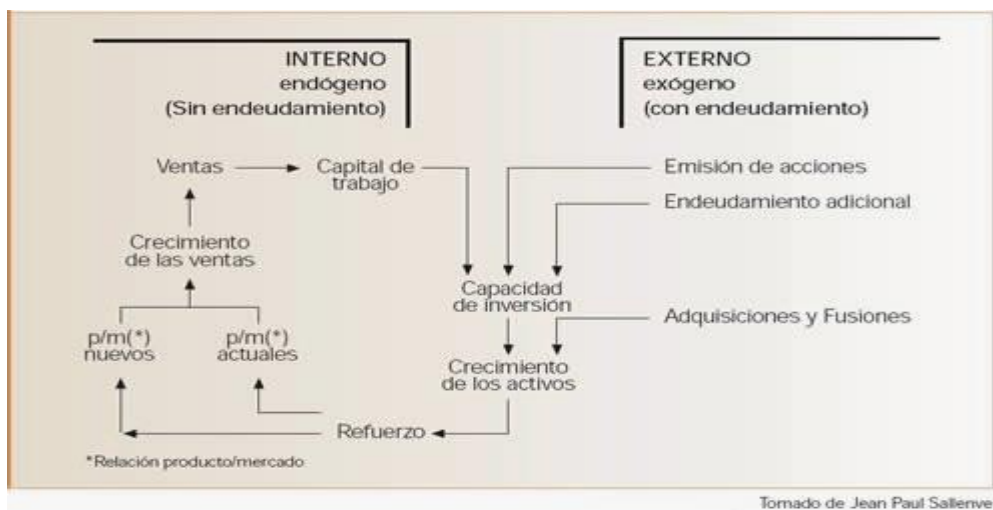 INTERNO
endógeno
(Sin endeudamiento)
EXTERNO
exógeno
(con endeudamiento)
Ventas
Capital de
trabajo
Emisión de acciones
Endeudamiento adicional
Crecimiento
de las ventas
Capacidad
de inversión
Adquisiciones y Fusiones
p/m(*)
nuevos
p/m(*)
actuales
Crecimiento
de los activos
Refuerzo
*Relación producto/mercado
Tomado de Jean Paul Sallenve